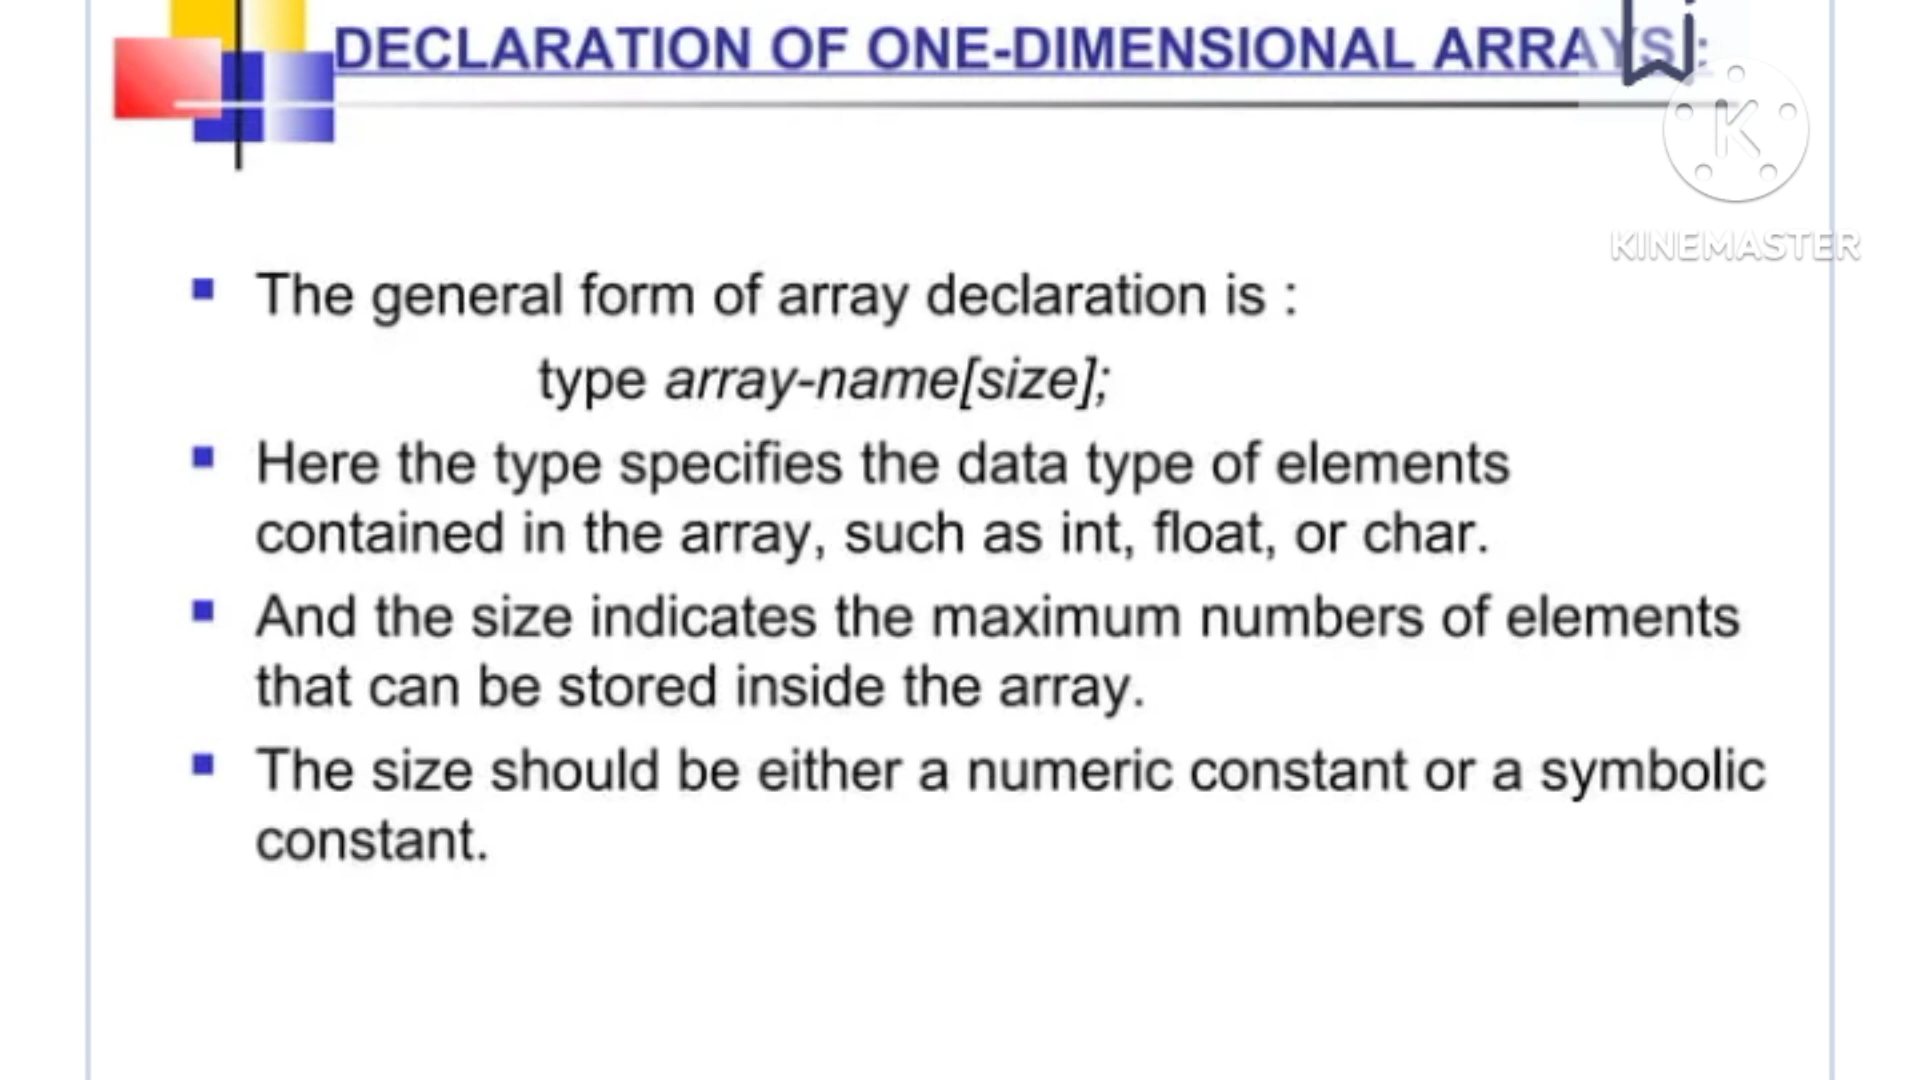 DECLARATION OF ONE-DIMENSIONAL ARRAYS :
K
KINEMASTER
The general form of array declaration is :
type array-name[size];
Here the type specifies the data type of elements
contained in the array, such as int, float, or char.
And the size indicates the maximum numbers of elements
that can be stored inside the array.
The size should be either a numeric constant or a symbolic
constant.